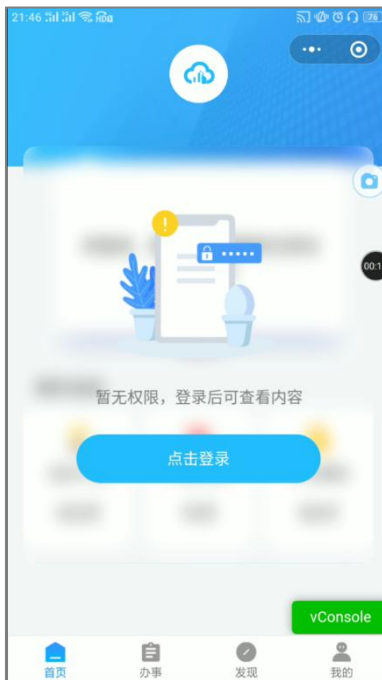 21:46
76
00:1
暂无权限，登录后可查看内容
点击登录
vConsole
首页
办事
发现
我的